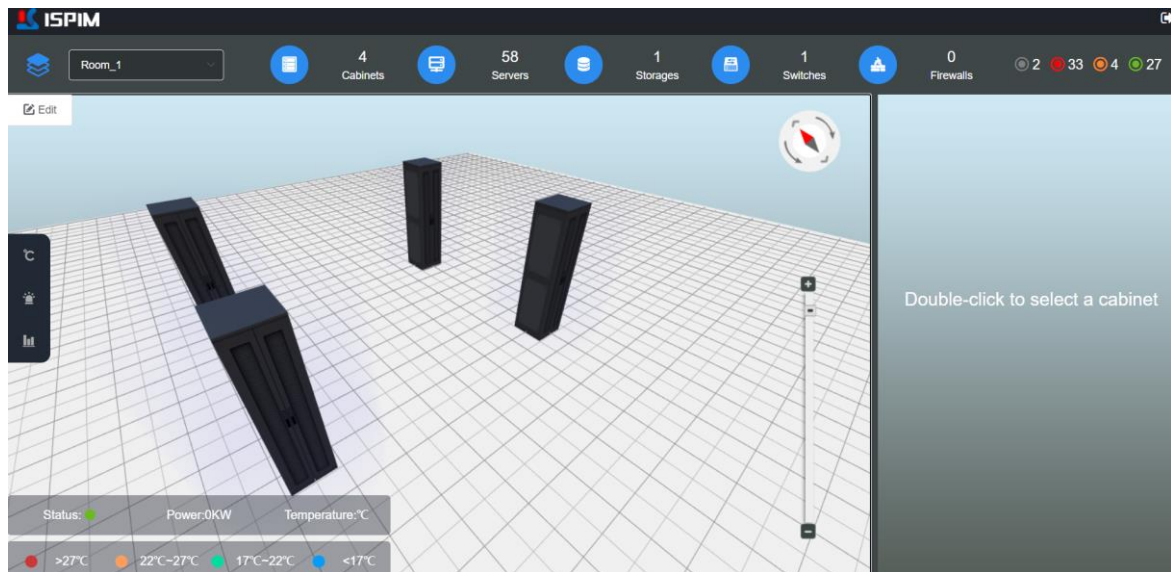 ISPIM
Room_1
4
Cabinets
58
Servers
1
Storages
1
Switches
0
Firewalls
2 33 4 27
Edit
℃
Double-click to select a cabinet
Status: Power:0KW Temperature:℃
>27℃ 22℃~27℃ 17℃~22℃ <17℃